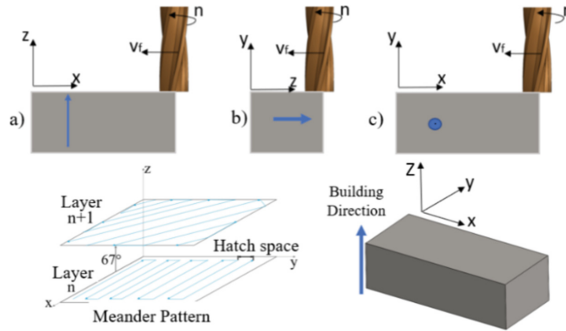 n
z
Vf
x
a)
n
y
Vf
z
b)
n
y
Vf
x
c)
z
Layer
n+1
Hatch space
67°
y
Layer
n
x
Meander Pattern
Z
y
x
Building
Direction